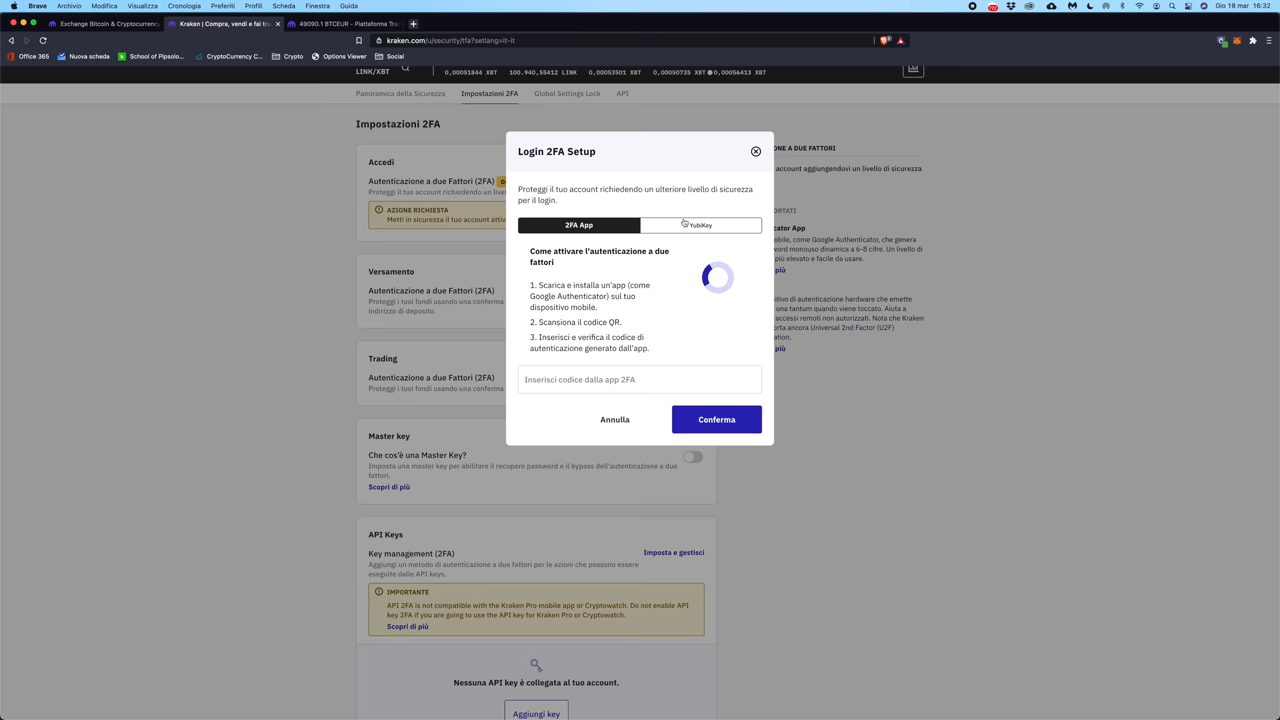 Brave Archivio Modifica Visualizza Cronologia Preferiti Profili Scheda Finestra Guida
Gio 18 mar 16:32
Exchange Bitcoin & Cryptocurrency
Kraken | Compra, vendi e fai tra
49090.1 BTCEUR - Piattaforma Tra
kraken.com/u/security/tfa?setlang=it-it
Office 365
Nuova scheda
School of Pipsolo...
CryptoCurrency C...
Crypto
Options Viewer
Social
LINK/XBT
0,00051844 XBT
100.940,55412 LINK
0,00053501 XBT
0,00050735 XBT
0,00056413 XBT
Panoramica della Sicurezza
Impostazioni 2FA
Global Settings Lock
API
Impostazioni 2FA
Accedi
Autenticazione a due Fattori (2FA)
Proteggi il tuo account richiedendo un live
AZIONE RICHIESTA
Metti in sicurezza il tuo account attiv
Versamento
Autenticazione a due Fattori (2FA)
Proteggi i tuoi fondi usando una conferma
indirizzo di deposito.
Trading
Autenticazione a due Fattori (2FA)
Proteggi i tuoi fondi usando una conferma
Master key
Che cos'è una Master Key?
Imposta una master key per abilitare il recupero password e il bypass dell'autenticazione a due
fattori.
Scopri di più
API Keys
Key management (2FA)
Imposta e gestisci
Aggiungi un metodo di autenticazione a due fattori per le azioni che possono essere
eseguite dalle API keys.
IMPORTANTE
API 2FA is not compatible with the Kraken Pro mobile app or Cryptowatch. Do not enable API
key 2FA if you are going to use the API key for Kraken Pro or Cryptowatch.
Scopri di più
Nessuna API key è collegata al tuo account.
Aggiungi key
Login 2FA Setup
Proteggi il tuo account richiedendo un ulteriore livello di sicurezza
per il login.
2FA App
YubiKey
Come attivare l'autenticazione a due
fattori
1. Scarica e installa un'app (come
Google Authenticator) sul tuo
dispositivo mobile.
2. Scansiona il codice QR.
3. Inserisci e verifica il codice di
autenticazione generato dall'app.
Inserisci codice dalla app 2FA
Annulla
Conferma
E A DUE FATTORI
account aggiungendovi un livello di sicurezza
ORTATI
cator App
obile, come Google Authenticator, che genera
word monouso dinamica a 6-8 cifre. Un livello di
più elevato e facile da usare.
più
sitivo di autenticazione hardware che emette
una tantum quando viene toccato. Aiuta a
accessi remoti non autorizzati. Nota che Kraken
orta ancora Universal 2nd Factor (U2F)
ation.
più